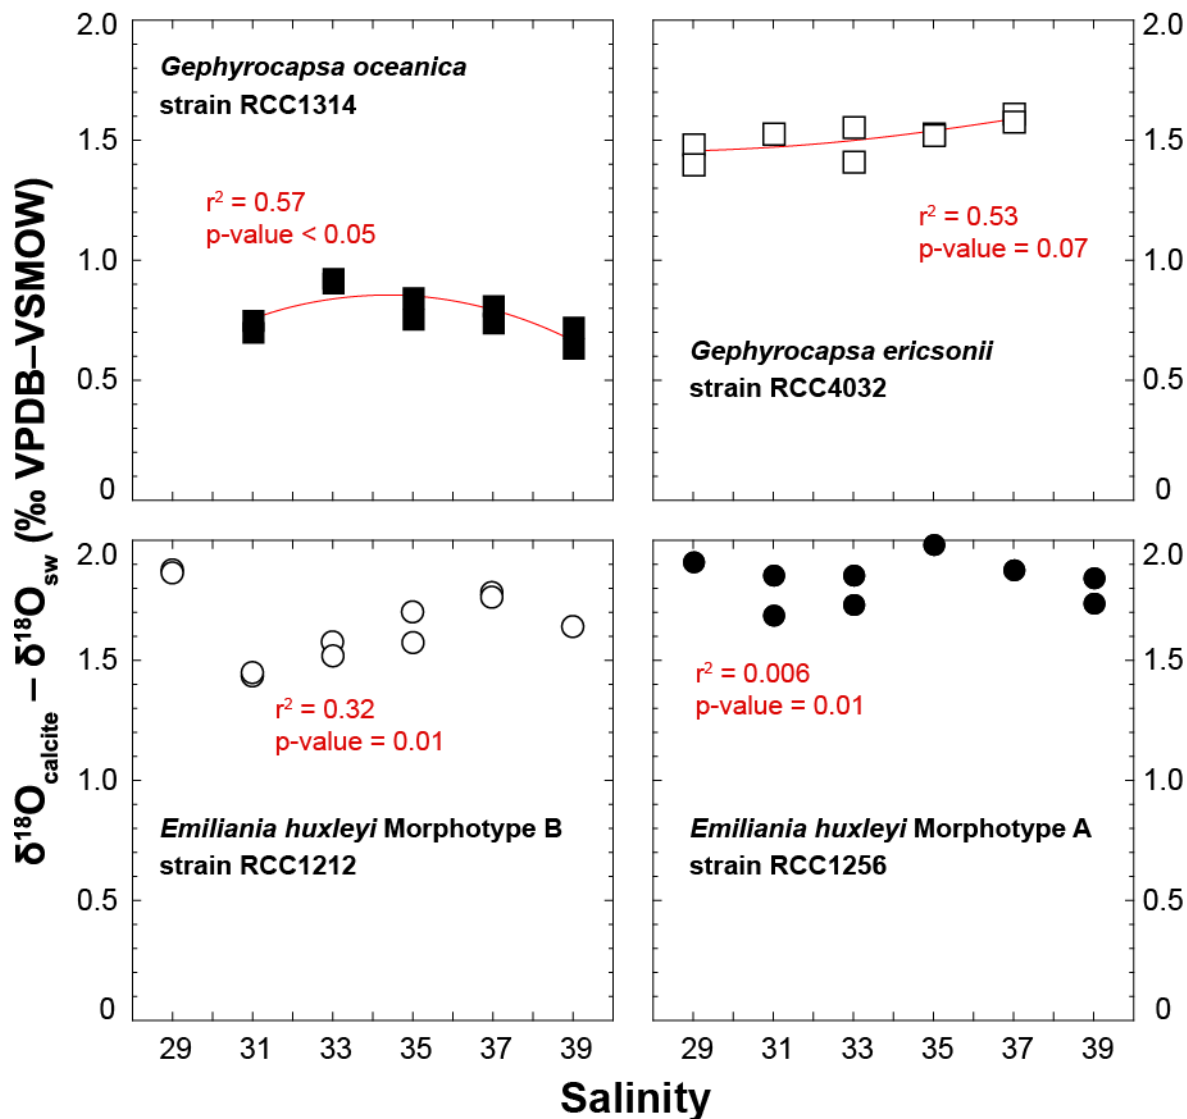 δ¹⁸O_calcite – δ¹⁸O_sw (‰ VPDB–VSMOW)
2.0
1.5
1.0
0.5
0
Gephyrocapsa oceanica
strain RCC1314
r² = 0.57
p-value < 0.05
2.0
1.5
1.0
0.5
0
r² = 0.53
p-value = 0.07
Gephyrocapsa ericsonii
strain RCC4032
2.0
1.5
1.0
0.5
0
r² = 0.32
p-value = 0.01
Emiliania huxleyi Morphotype B
strain RCC1212
29 31 33 35 37 39
2.0
1.5
1.0
0.5
0
r² = 0.006
p-value = 0.01
Emiliania huxleyi Morphotype A
strain RCC1256
29 31 33 35 37 39
Salinity